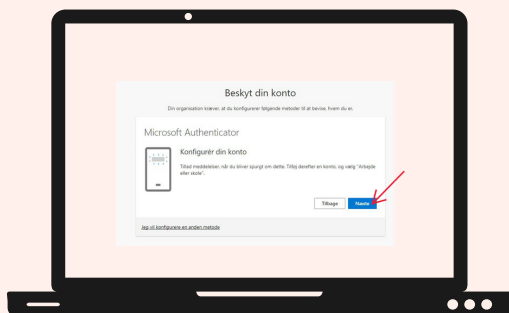 Beskyt din konto
Din organisation kræver, at du konfigurerer følgende metoder til at bevise, hvem du er.
Microsoft Authenticator
Konfigurér din konto
Tillad meddelelser, når du bliver spurgt om dette. Tilføj derefter en konto, og vælg "Arbejde
eller skole".
Tilbage
Næste
Jeg vil konfigurere en anden metode